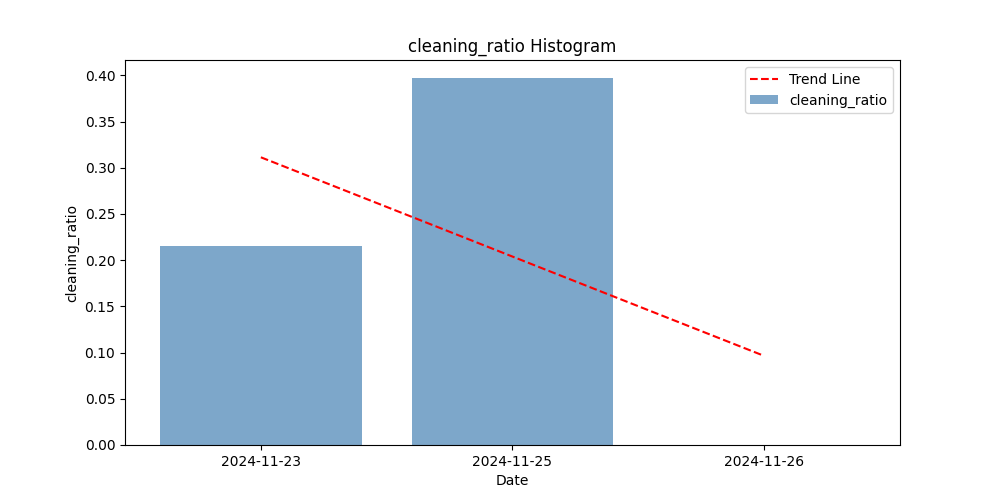 cleaning_ratio Histogram
Trend Line
cleaning_ratio
cleaning_ratio
0.40
0.35
0.30
0.25
0.20
0.15
0.10
0.05
0.00
2024-11-23 2024-11-25 2024-11-26
Date